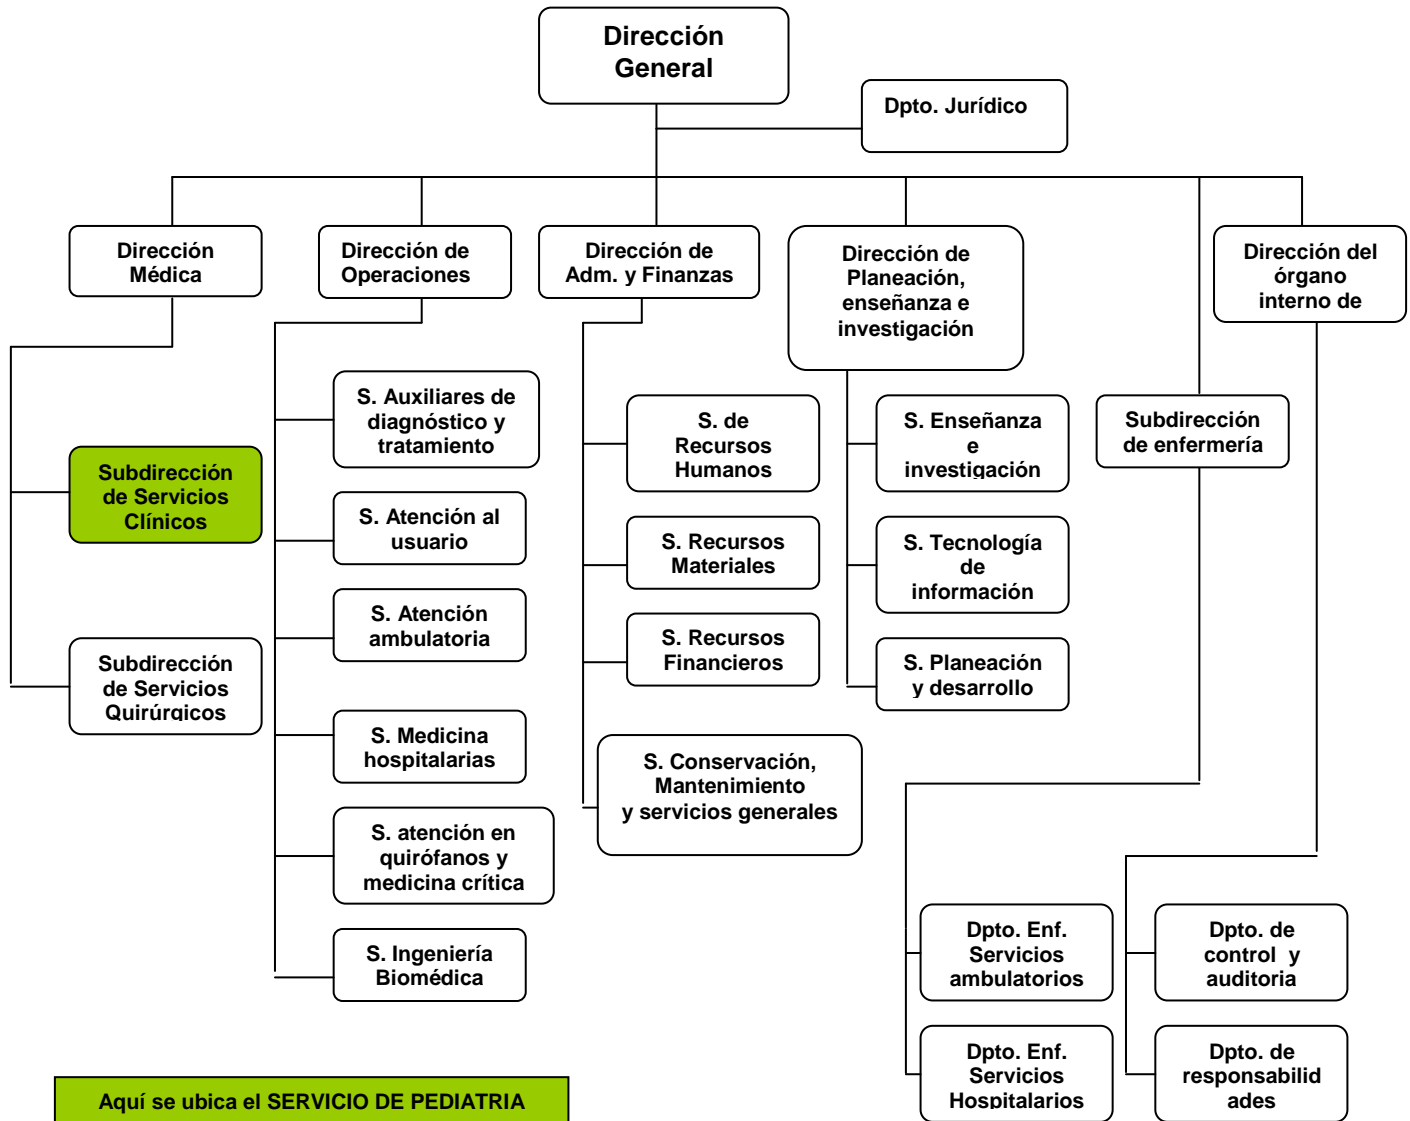 Dirección
General
Dpto. Jurídico
Dirección
Médica
Dirección de
Operaciones
Dirección de
Adm. y Finanzas
Dirección de
Planeación,
enseñanza e
investigación
Dirección del
órgano
interno de
S. Auxiliares de
diagnóstico y
tratamiento
S. de
Recursos
Humanos
S. Enseñanza
e
investigación
Subdirección
de enfermería
Subdirección
de Servicios
Clínicos
S. Atención al
usuario
S. Recursos
Materiales
S. Tecnología
de
información
S. Atención
ambulatoria
S. Recursos
Financieros
S. Planeación
y desarrollo
Subdirección
de Servicios
Quirúrgicos
S. Medicina
hospitalarias
S. Conservación,
Mantenimiento
y servicios generales
S. atención en
quirófanos y
medicina crítica
S. Ingeniería
Biomédica
Dpto. Enf.
Servicios
ambulatorios
Dpto. de
control y
auditoria
Dpto. Enf.
Servicios
Hospitalarios
Dpto. de
responsabilid
ades
Aquí se ubica el SERVICIO DE PEDIATRIA